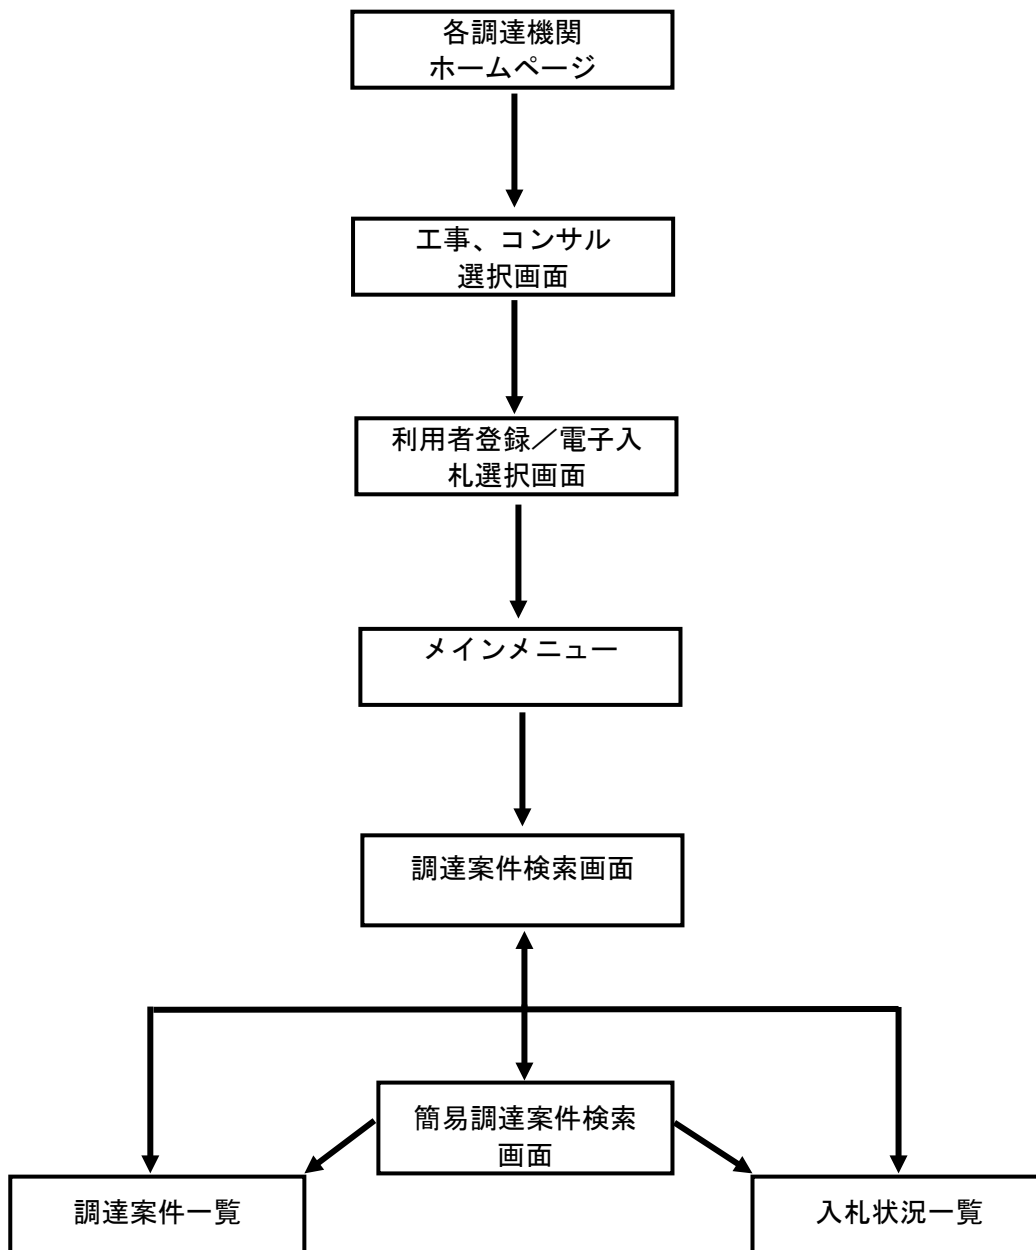 各調達機関
ホームページ
工事、コンサル
選択画面
利用者登録／電子入
札選択画面
メインメニュー
調達案件検索画面
簡易調達案件検索
画面
調達案件一覧
入札状況一覧